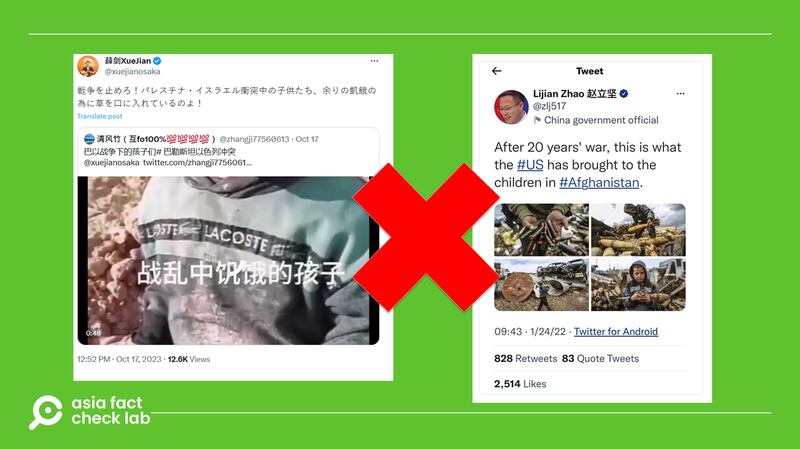 薛剑XueJian
@xuejianosaka
戦争を止めろ！パレスチナ・イスラエル衝突中の子供たち、余りの飢餓の
為に草を口に入れているのよ！
Translate post
清风竹（互fo100%💯💯💯💯）@zhangji77560613 · Oct 17
巴以战争下的孩子们# 巴勒斯坦以色列冲突
@xuejianosaka twitter.com/zhangji7756061...
LACOSTE LACOSTE
战乱中饥饿的孩子
0:48
12:52 PM · Oct 17, 2023 · 12.6K Views
Tweet
Lijian Zhao 赵立坚
@zlj517
China government official
After 20 years' war, this is what
the #US has brought to the
children in #Afghanistan.
09:43 · 1/24/22 · Twitter for Android
828 Retweets 83 Quote Tweets
2,514 Likes
asia fact
check lab